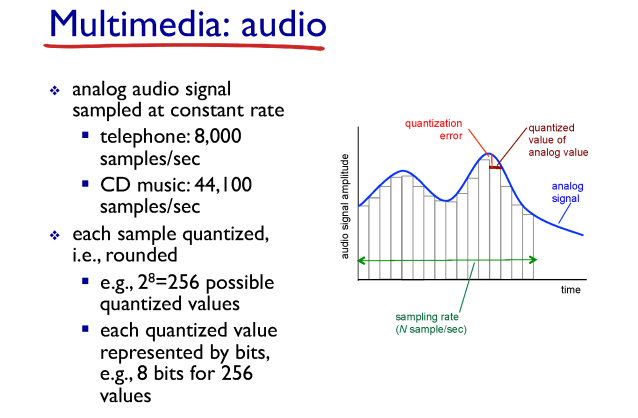 Multimedia: audio
❖ analog audio signal
sampled at constant rate
▪ telephone: 8,000
samples/sec
▪ CD music: 44,100
samples/sec
❖ each sample quantized,
i.e., rounded
▪ e.g., 2⁸=256 possible
quantized values
▪ each quantized value
represented by bits,
e.g., 8 bits for 256
values
quantization
error
quantized
value of
analog value
analog
signal
audio signal amplitude
time
sampling rate
(N sample/sec)